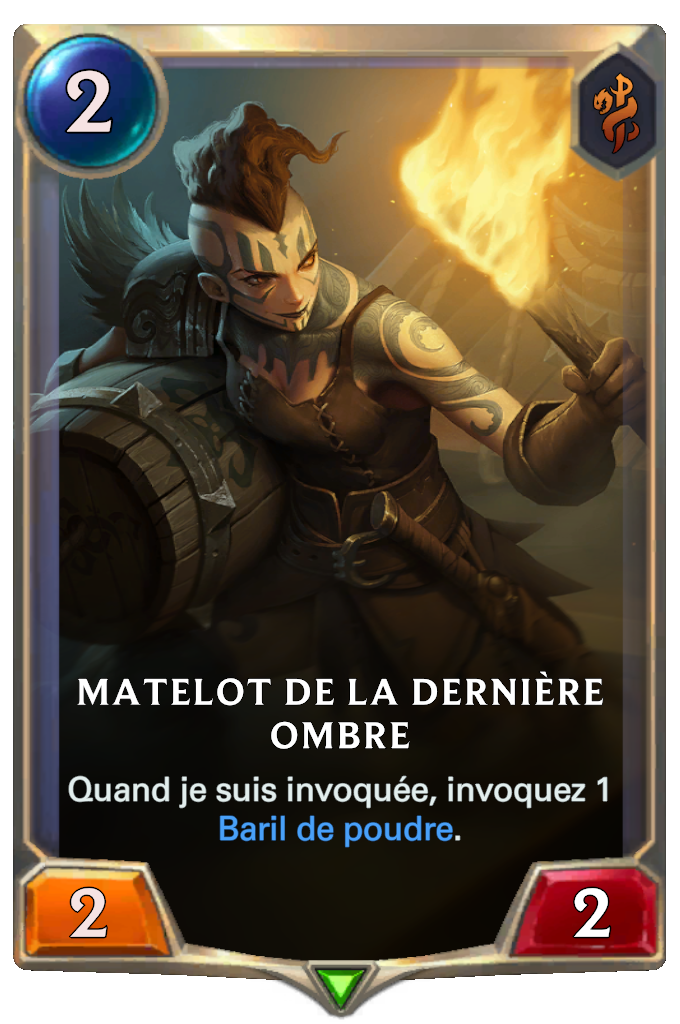 2
MATELOT DE LA DERNIÈRE
OMBRE
Quand je suis invoquée, invoquez 1
Baril de poudre.
2
2